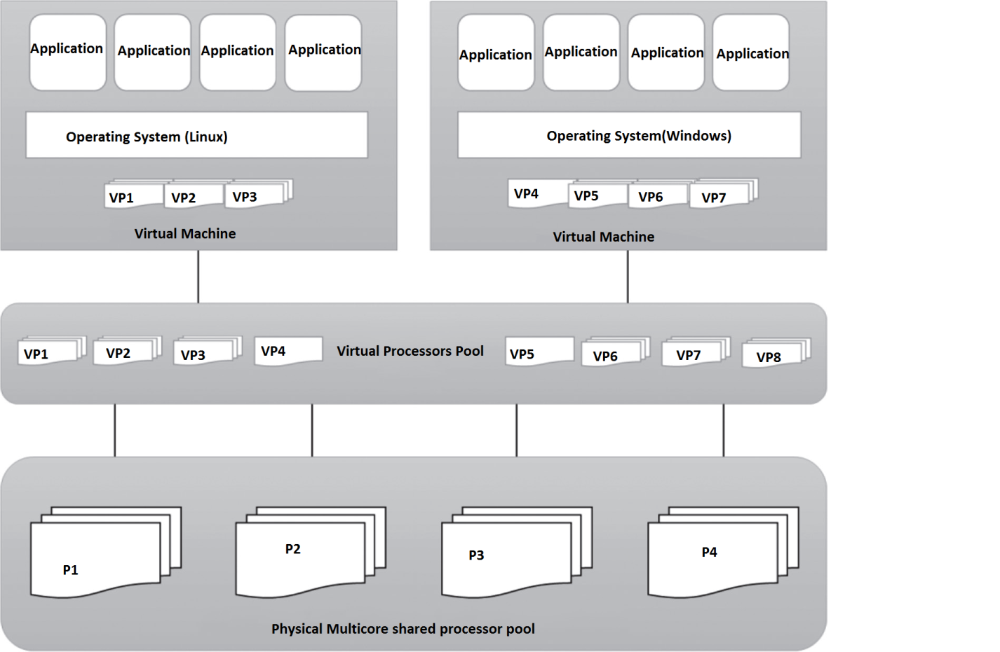 Application Application Application Application
Application Application Application Application
Operating System (Linux)
Operating System(Windows)
VP1 VP2 VP3
VP4 VP5 VP6 VP7
Virtual Machine
Virtual Machine
VP1 VP2 VP3 VP4 Virtual Processors Pool VP5 VP6 VP7 VP8
P1 P2 P3 P4
Physical Multicore shared processor pool